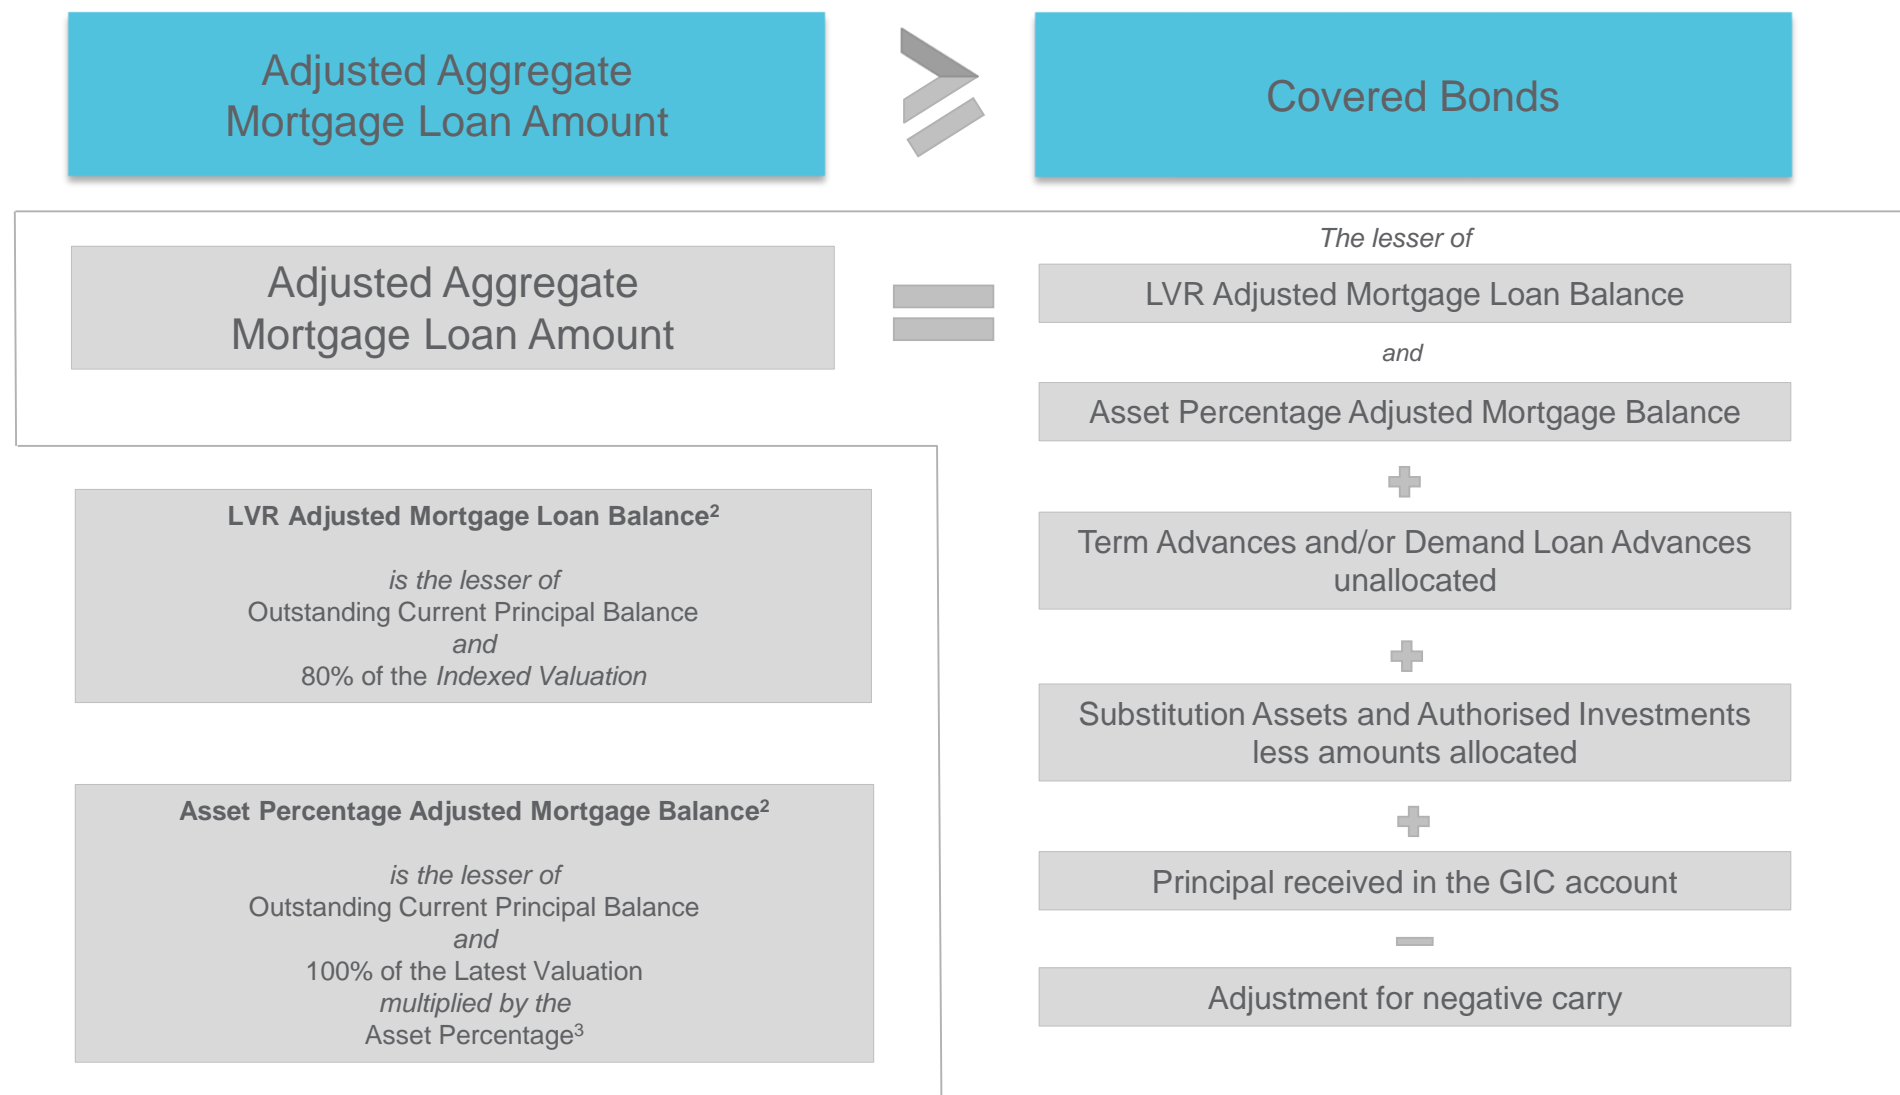 Adjusted Aggregate
Mortgage Loan Amount
Covered Bonds
Adjusted Aggregate
Mortgage Loan Amount
The lesser of
LVR Adjusted Mortgage Loan Balance
and
Asset Percentage Adjusted Mortgage Balance
Term Advances and/or Demand Loan Advances
unallocated
Substitution Assets and Authorised Investments
less amounts allocated
Principal received in the GIC account
Adjustment for negative carry
LVR Adjusted Mortgage Loan Balance²
is the lesser of
Outstanding Current Principal Balance
and
80% of the Indexed Valuation
Asset Percentage Adjusted Mortgage Balance²
is the lesser of
Outstanding Current Principal Balance
and
100% of the Latest Valuation
multiplied by the
Asset Percentage³